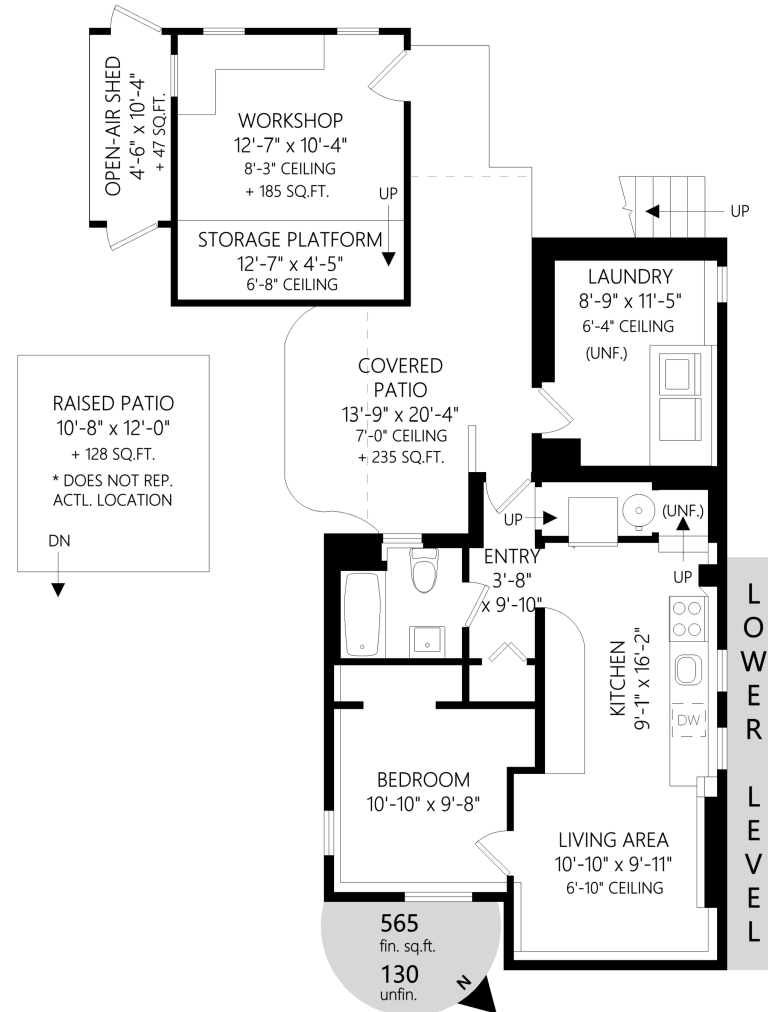 OPEN-AIR SHED
4'-6" x 10'-4"
+ 47 SQ.FT.
WORKSHOP
12'-7" x 10'-4"
8'-3" CEILING
+ 185 SQ.FT.
UP
STORAGE PLATFORM
12'-7" x 4'-5"
6'-8" CEILING
UP
LAUNDRY
8'-9" x 11'-5"
6'-4" CEILING
(UNF.)
COVERED
PATIO
13'-9" x 20'-4"
7'-0" CEILING
+ 235 SQ.FT.
RAISED PATIO
10'-8" x 12'-0"
+ 128 SQ.FT.
* DOES NOT REP.
ACTL. LOCATION
DN
UP
(UNF.)
UP
ENTRY
3'-8"
x 9'-10"
KITCHEN
9'-1" x 16'-2"
DW
BEDROOM
10'-10" x 9'-8"
LIVING AREA
10'-10" x 9'-11"
6'-10" CEILING
LOWER LEVEL
565
fin. sq.ft.
130
unfin.
N